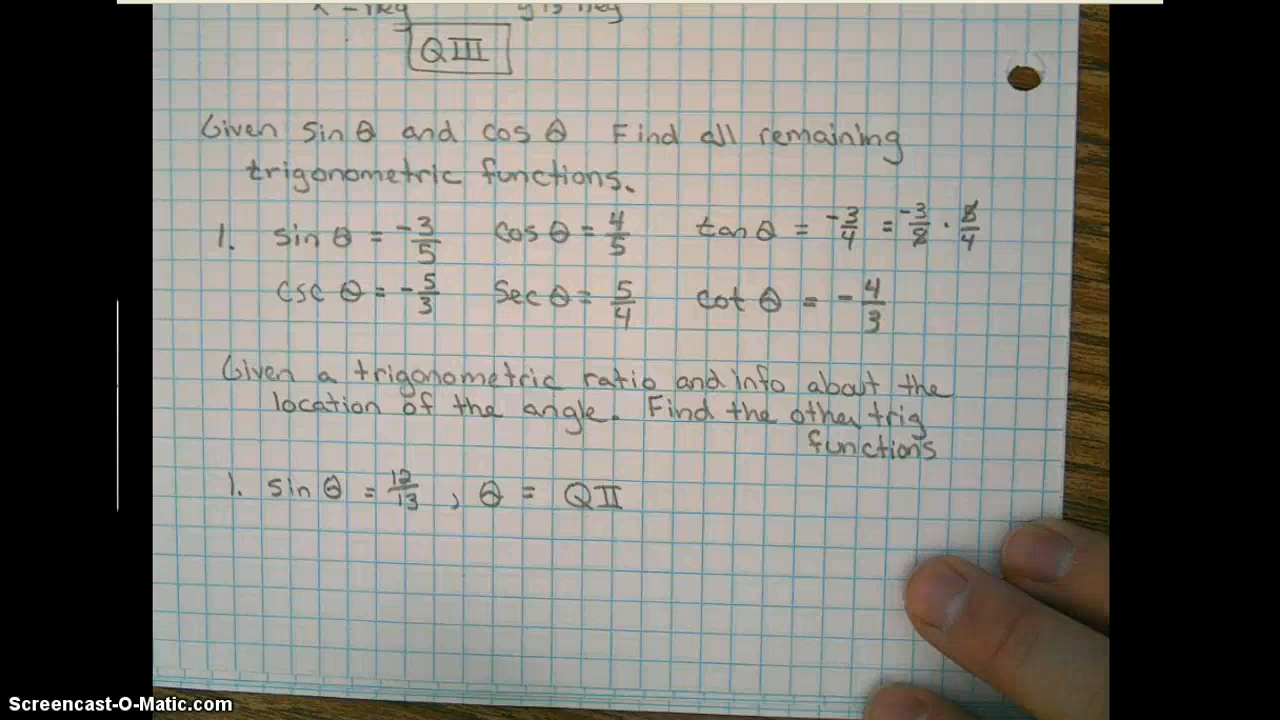 QIII
Given sin θ and cos θ Find all remaining
trigonometric functions.
1. sin θ = -3/5 cos θ = 4/5 tan θ = -3/4 = -3/8 · 8/4
csc θ = -5/3 sec θ = 5/4 cot θ = -4/3
Given a trigonometric ratio and info about the
location of the angle. Find the other trig
functions
1. sin θ = 12/13, θ = QII
Screencast-O-Matic.com